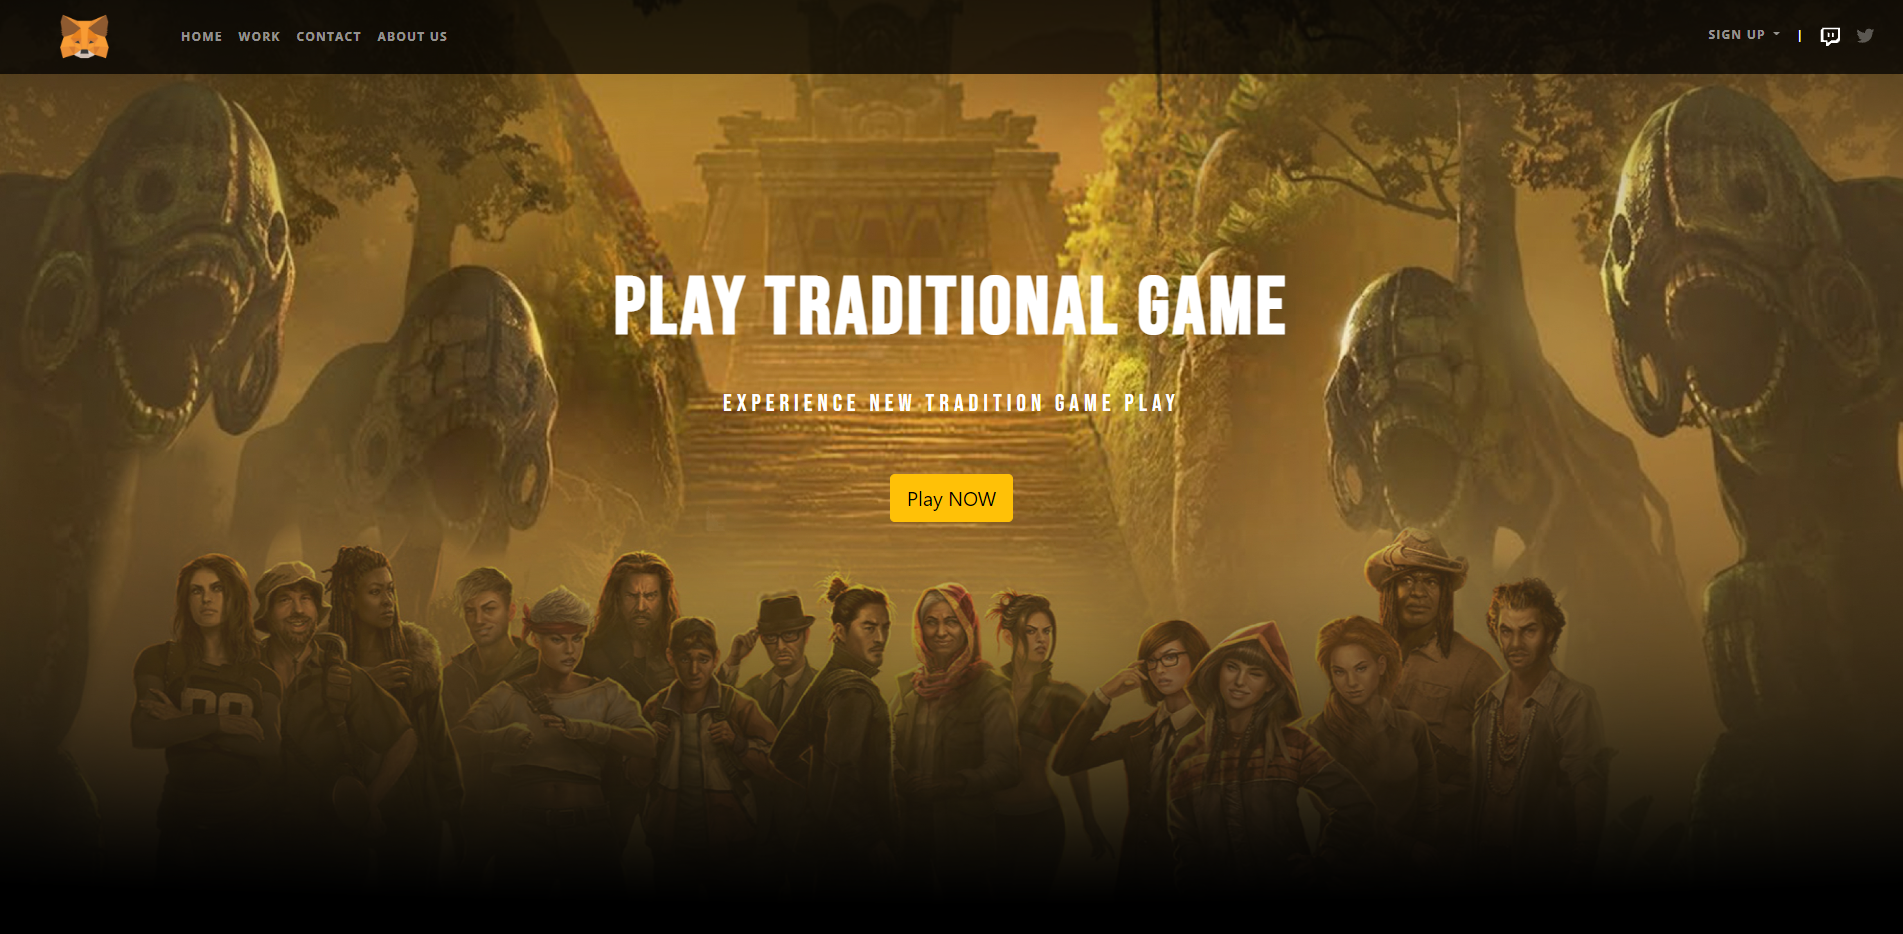 HOME WORK CONTACT ABOUT US
SIGN UP |
PLAY TRADITIONAL GAME
EXPERIENCE NEW TRADITION GAME PLAY
Play NOW